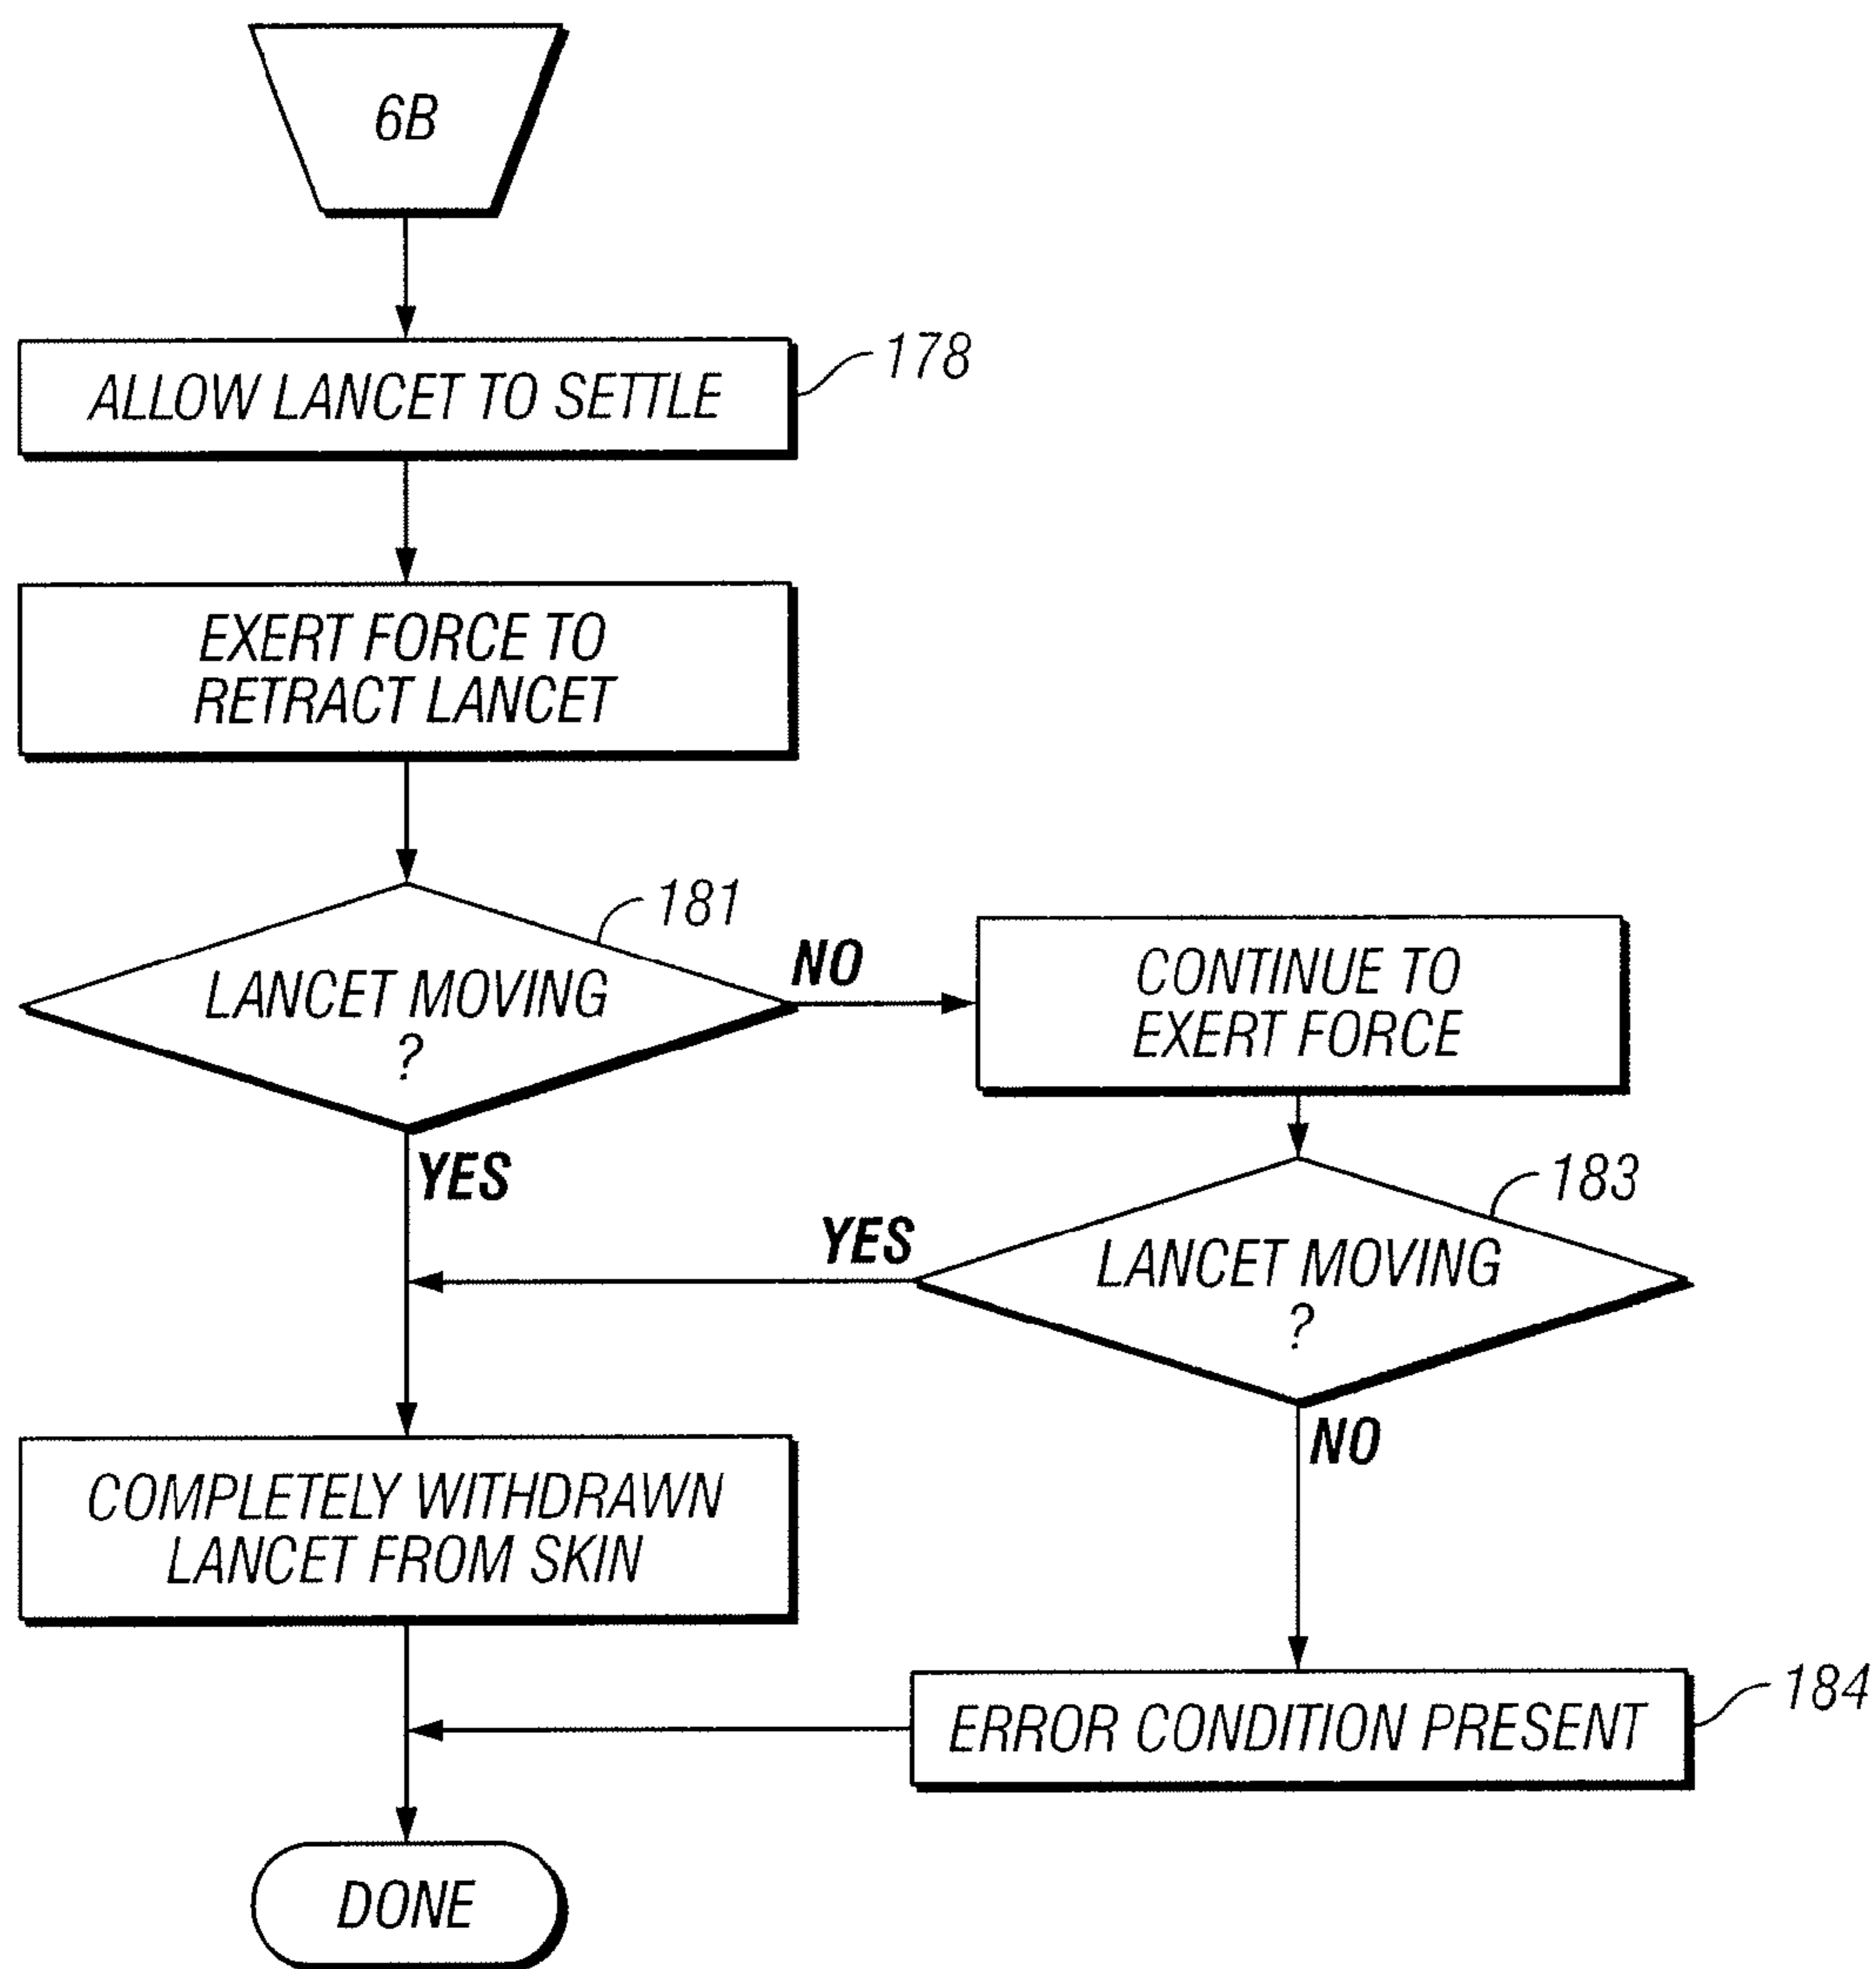 6B
ALLOW LANCET TO SETTLE
178
EXERT FORCE TO
RETRACT LANCET
181
LANCET MOVING
?
NO
CONTINUE TO
EXERT FORCE
YES
183
LANCET MOVING
?
YES
NO
COMPLETELY WITHDRAWN
LANCET FROM SKIN
184
ERROR CONDITION PRESENT
DONE